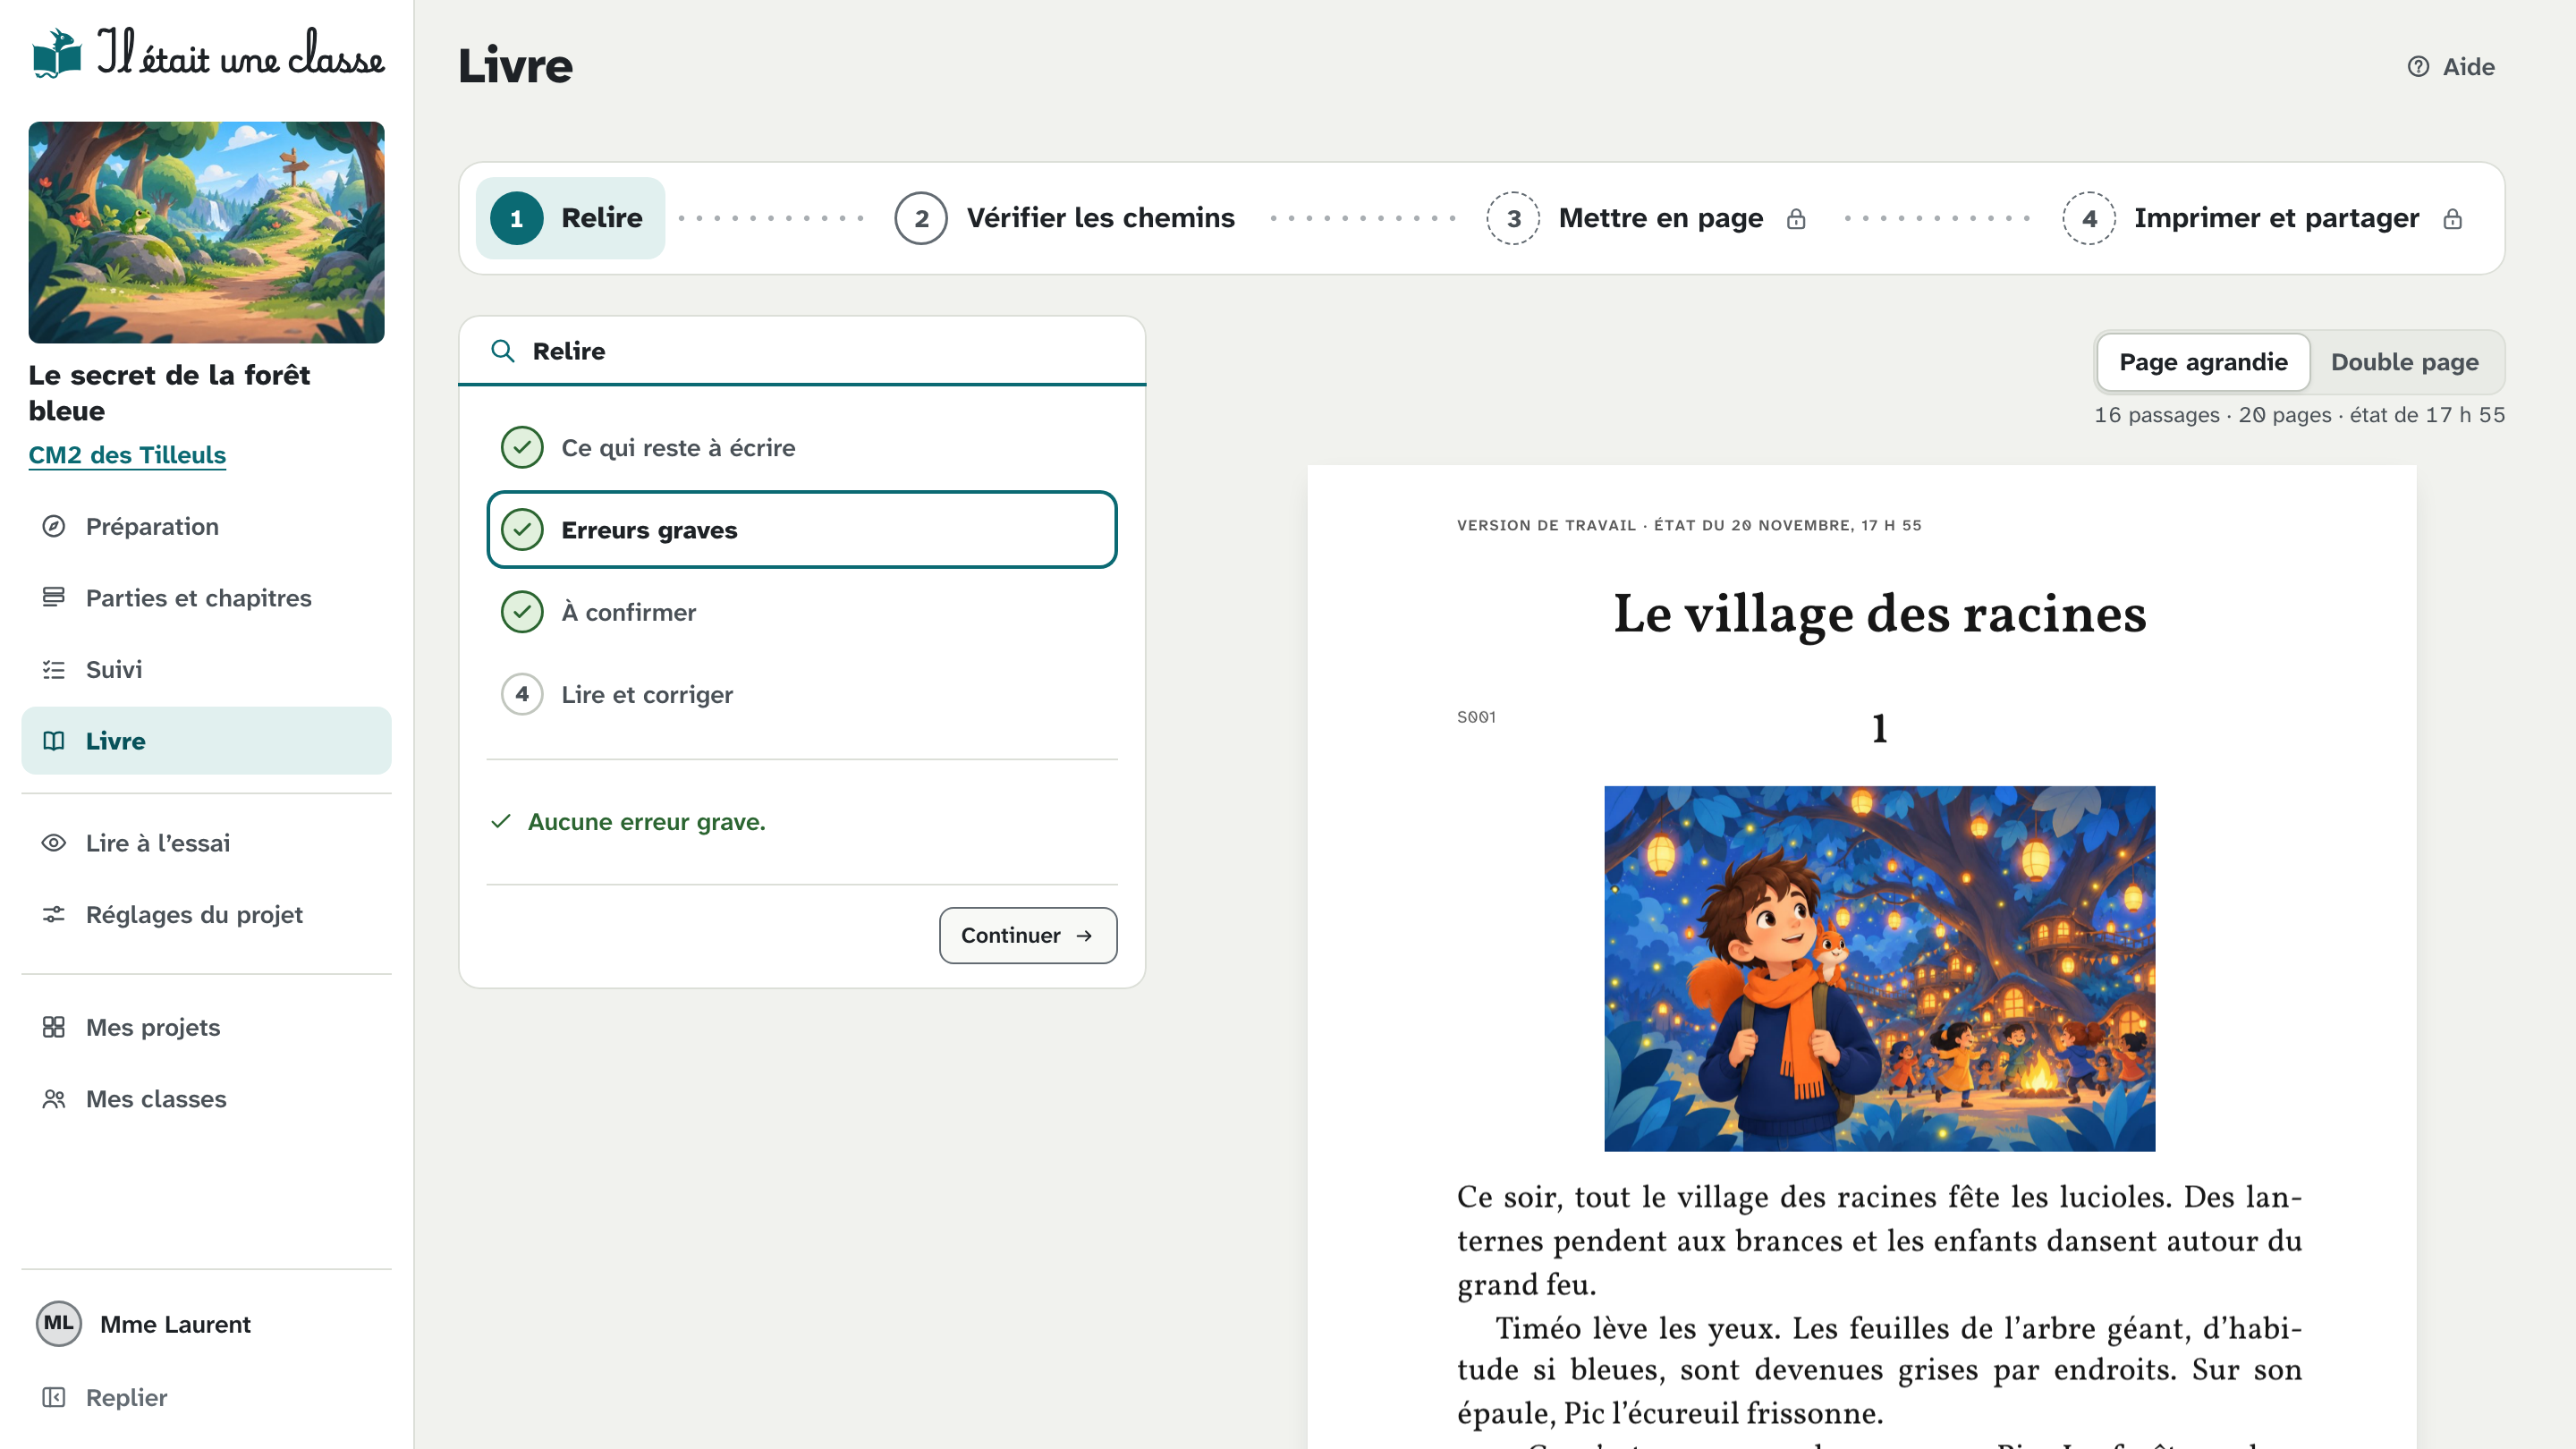 Il était une classe
Le secret de la forêt
bleue
CM2 des Tilleuls
Préparation
Parties et chapitres
Suivi
Livre
Lire à l’essai
Réglages du projet
Mes projets
Mes classes
ML Mme Laurent
Replier
Livre
Aide
1 Relire
2 Vérifier les chemins
3 Mettre en page
4 Imprimer et partager
Relire
Ce qui reste à écrire
Erreurs graves
À confirmer
4 Lire et corriger
Aucune erreur grave.
Continuer →
Page agrandie Double page
16 passages · 20 pages · état de 17 h 55
VERSION DE TRAVAIL · ÉTAT DU 20 NOVEMBRE, 17 H 55
Le village des racines
S001
1
Ce soir, tout le village des racines fête les lucioles. Des lan-
ternes pendent aux brances et les enfants dansent autour du
grand feu.
Timéo lève les yeux. Les feuilles de l’arbre géant, d’habi-
tude si bleues, sont devenues grises par endroits. Sur son
épaule, Pic l’écureuil frissonne.